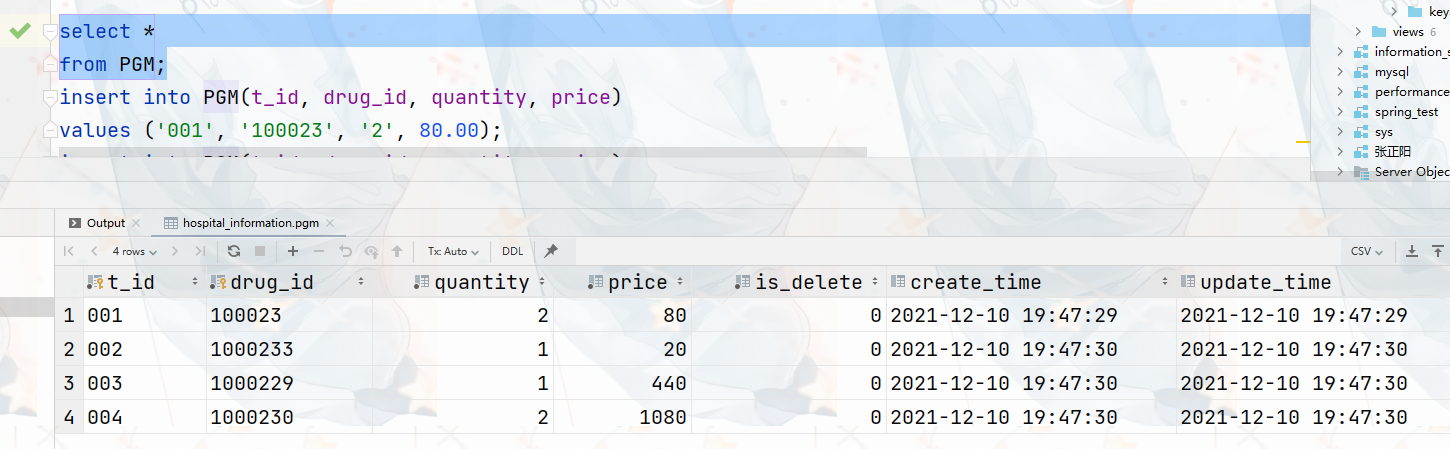 select *
from PGM;
insert into PGM(t_id, drug_id, quantity, price)
values ('001', '100023', '2', 80.00);
key
views 6
information_s
mysql
performance
spring_test
sys
张正阳
Server Objec
Output
hospital_information.pgm
4 rows
Tx: Auto
DDL
CSV
t_id drug_id quantity price is_delete create_time update_time
1 001 100023 2 80 0 2021-12-10 19:47:29 2021-12-10 19:47:29
2 002 1000233 1 20 0 2021-12-10 19:47:30 2021-12-10 19:47:30
3 003 1000229 1 440 0 2021-12-10 19:47:30 2021-12-10 19:47:30
4 004 1000230 2 1080 0 2021-12-10 19:47:30 2021-12-10 19:47:30